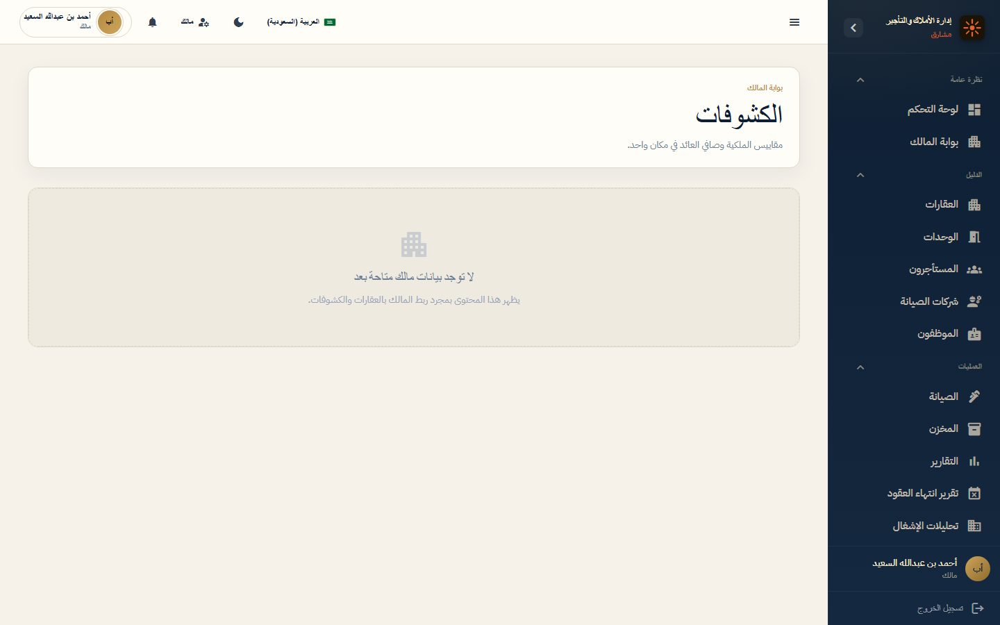 إدارة الأملاك والتأجير
مشارق
نظرة عامة
لوحة التحكم
بوابة المالك
الدليل
العقارات
الوحدات
المستأجرون
شركات الصيانة
الموظفون
العمليات
الصيانة
المخزن
التقارير
تقرير انتهاء العقود
تحليلات الإشغال
أب
أحمد بن عبدالله السعيد
مالك
تسجيل الخروج
العربية (السعودية)
مالك
أب
أحمد بن عبدالله السعيد
مالك
بوابة المالك
الكشوفات
مقاييس الملكية وصافي العائد في مكان واحد.
لا توجد بيانات مالك متاحة بعد
يظهر هذا المحتوى بمجرد ربط المالك بالعقارات والكشوفات.